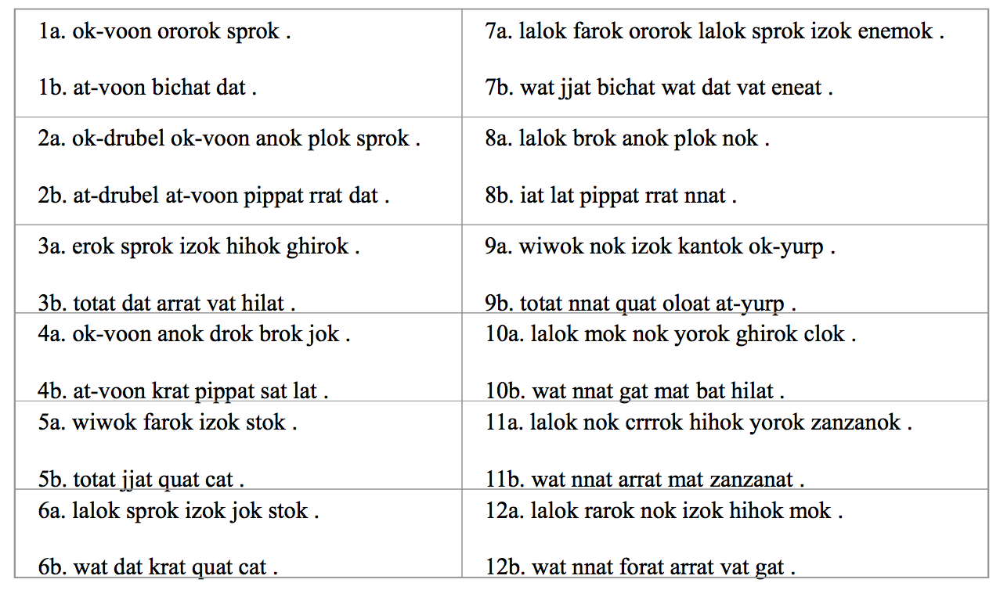 1a. ok-voon ororok sprok .
1b. at-voon bichat dat .
2a. ok-drubel ok-voon anok plok sprok .
2b. at-drubel at-voon pippat rrat dat .
3a. erok sprok izok hihok ghirok .
3b. totat dat arrat vat hilat .
4a. ok-voon anok drok brok jok .
4b. at-voon krat pippat sat lat .
5a. wiwok farok izok stok .
5b. totat jjat quat cat .
6a. lalok sprok izok jok stok .
6b. wat dat krat quat cat .
7a. lalok farok ororok lalok sprok izok enemok .
7b. wat jjat bichat wat dat vat eneat .
8a. lalok brok anok plok nok .
8b. iat lat pippat rrat nnat .
9a. wiwok nok izok kantok ok-yurp .
9b. totat nnat quat oloat at-yurp .
10a. lalok mok nok yorok ghirok clok .
10b. wat nnat gat mat bat hilat .
11a. lalok nok crrrok hihok yorok zanzanok .
11b. wat nnat arrat mat zanzanat .
12a. lalok rarok nok izok hihok mok .
12b. wat nnat forat arrat vat gat .